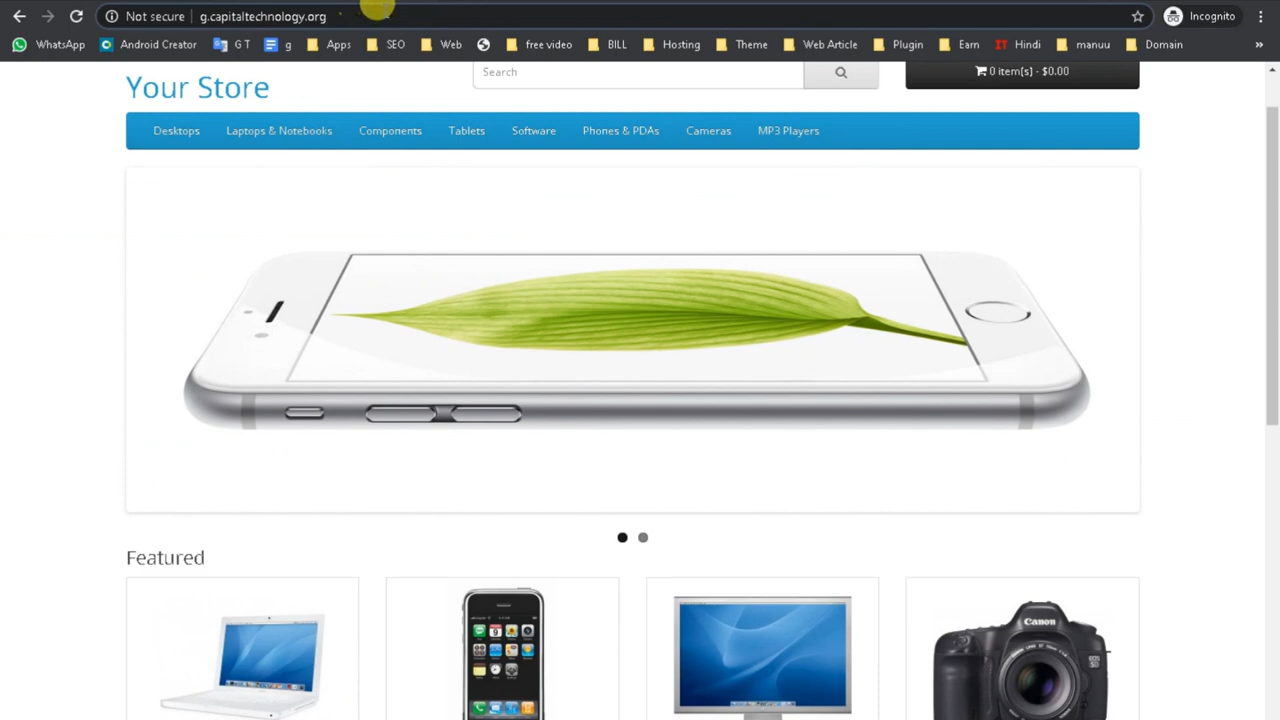 Not secure g.capitaltechnology.org Incognito
WhatsApp Android Creator G T g Apps SEO Web free video BILL Hosting Theme Web Article Plugin Earn Hindi manuu Domain »
Your Store Search 0 item(s) - $0.00
Desktops Laptops & Notebooks Components Tablets Software Phones & PDAs Cameras MP3 Players
Featured
Canon